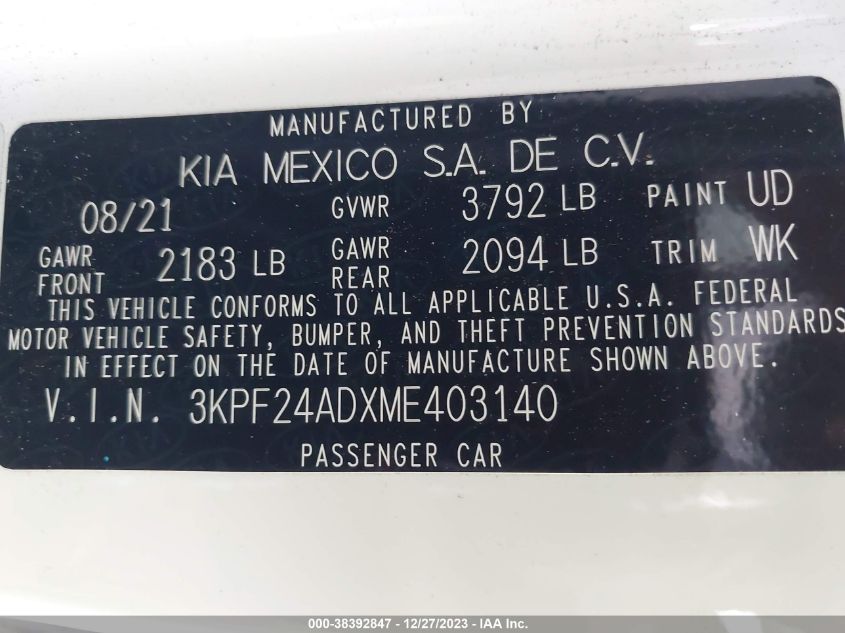 MANUFACTURED BY
KIA MEXICO S.A. DE C.V.
08/21 GVWR 3792 LB PAINT UD
GAWR FRONT 2183 LB GAWR REAR 2094 LB TRIM WK
THIS VEHICLE CONFORMS TO ALL APPLICABLE U.S.A. FEDERAL
MOTOR VEHICLE SAFETY, BUMPER, AND THEFT PREVENTION STANDARDS
IN EFFECT ON THE DATE OF MANUFACTURE SHOWN ABOVE.
V.I.N. 3KPF24ADXME403140
PASSENGER CAR
000-38392847 - 12/27/2023 - IAA Inc.